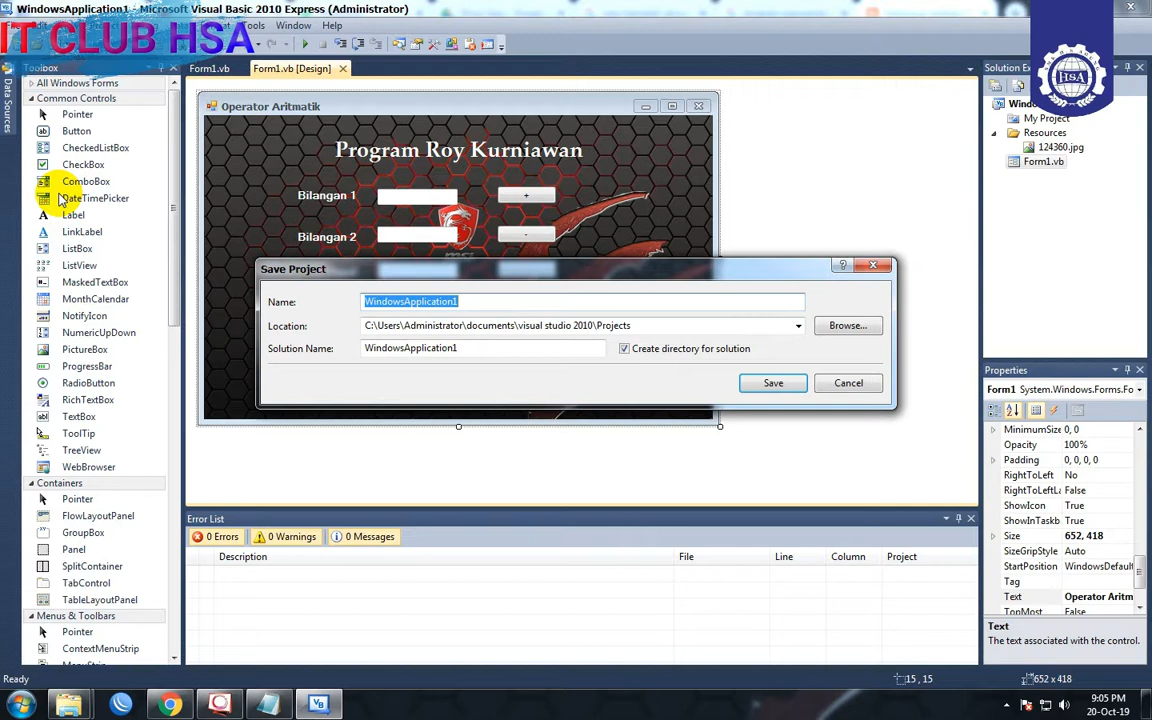 WindowsApplication1 - Microsoft Visual Basic 2010 Express (Administrator)
Tools Window Help
IT CLUB HSA
HSA
Toolbox
Form1.vb
Form1.vb [Design]
Data Sources
All Windows Forms
Common Controls
Pointer
Button
CheckedListBox
CheckBox
ComboBox
DateTimePicker
Label
LinkLabel
ListBox
ListView
MaskedTextBox
MonthCalendar
NotifyIcon
NumericUpDown
PictureBox
ProgressBar
RadioButton
RichTextBox
TextBox
ToolTip
TreeView
WebBrowser
Containers
Pointer
FlowLayoutPanel
GroupBox
Panel
SplitContainer
TabControl
TableLayoutPanel
Menus & Toolbars
Pointer
ContextMenuStrip
Operator Aritmatik
Program Roy Kurniawan
Bilangan 1
+
Bilangan 2
-
Save Project
Name: WindowsApplication1
Location: C:\Users\Administrator\documents\visual studio 2010\Projects
Browse...
Solution Name: WindowsApplication1
Create directory for solution
Save
Cancel
Error List
0 Errors
0 Warnings
0 Messages
Description File Line Column Project
Solution Ex
Wind
My Project
Resources
124360.jpg
Form1.vb
Properties
Form1 System.Windows.Forms.Fo
MinimumSize 0, 0
Opacity 100%
Padding 0, 0, 0, 0
RightToLeft No
RightToLeftLa False
ShowIcon True
ShowInTaskb True
Size 652, 418
SizeGripStyle Auto
StartPosition WindowsDefault
Tag
Text Operator Aritm
TopMost False
Text
The text associated with the control.
Ready
15 , 15
652 x 418
9:05 PM
20-Oct-19